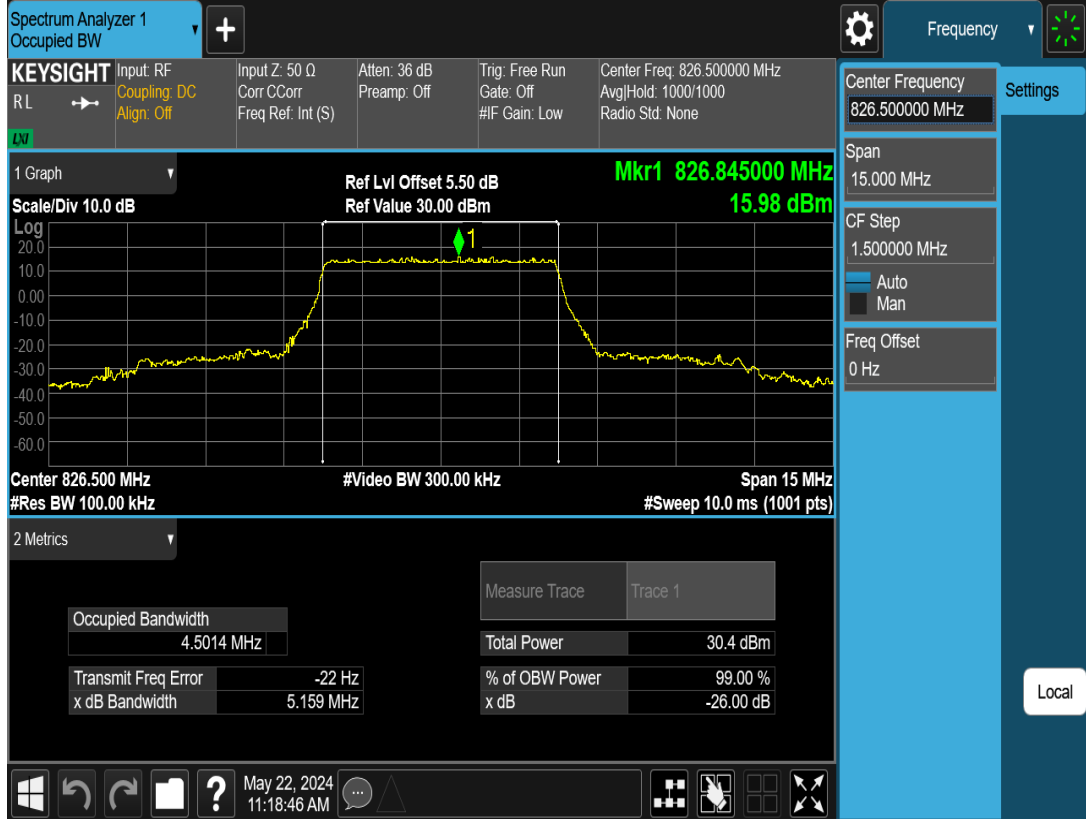 Spectrum Analyzer 1
Occupied BW
+
Frequency
KEYSIGHT
RL
LXI
Input: RF
Coupling: DC
Align: Off
Input Z: 50 Ω
Corr CCorr
Freq Ref: Int (S)
Atten: 36 dB
Preamp: Off
Trig: Free Run
Gate: Off
#IF Gain: Low
Center Freq: 826.500000 MHz
Avg|Hold: 1000/1000
Radio Std: None
Center Frequency
826.500000 MHz
Settings
Span
15.000 MHz
CF Step
1.500000 MHz
Auto
Man
Freq Offset
0 Hz
Local
1 Graph
Scale/Div 10.0 dB
Ref Lvl Offset 5.50 dB
Ref Value 30.00 dBm
Mkr1 826.845000 MHz
15.98 dBm
Log
1
20.0
10.0
0.00
-10.0
-20.0
-30.0
-40.0
-50.0
-60.0
Center 826.500 MHz
#Res BW 100.00 kHz
#Video BW 300.00 kHz
Span 15 MHz
#Sweep 10.0 ms (1001 pts)
2 Metrics
Measure Trace Trace 1
Occupied Bandwidth
4.5014 MHz
Total Power 30.4 dBm
Transmit Freq Error -22 Hz
% of OBW Power 99.00 %
x dB Bandwidth 5.159 MHz
x dB -26.00 dB
?
May 22, 2024
11:18:46 AM